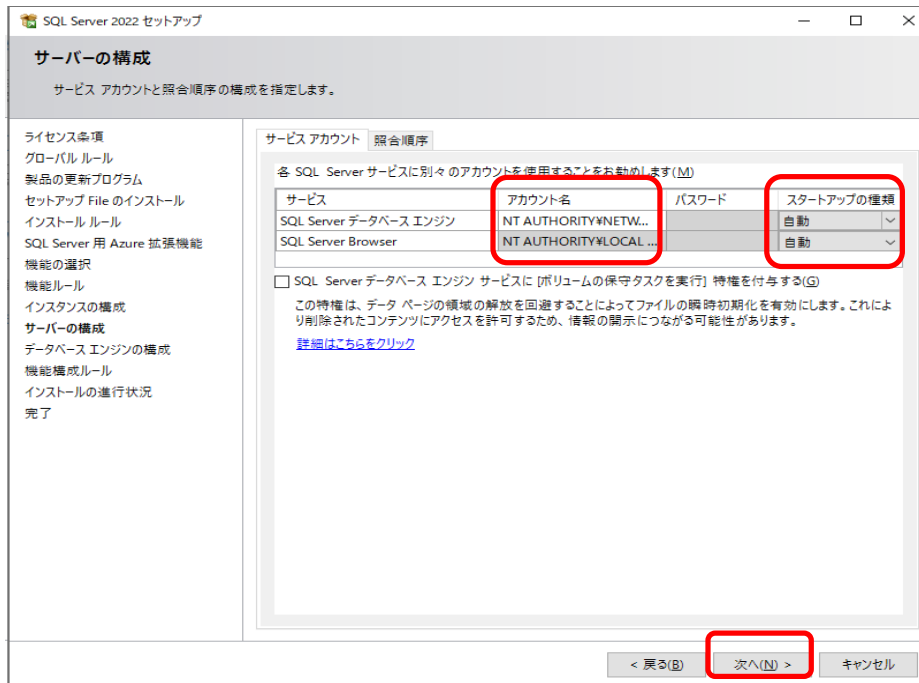 SQL Server 2022 セットアップ
サーバーの構成
サービス アカウントと照合順序の構成を指定します。
ライセンス条項
グローバル ルール
製品の更新プログラム
セットアップ File のインストール
インストール ルール
SQL Server 用 Azure 拡張機能
機能の選択
機能ルール
インスタンスの構成
サーバーの構成
データベース エンジンの構成
機能構成ルール
インストールの進行状況
完了
サービス アカウント 照合順序
各 SQL Server サービスに別々のアカウントを使用することをお勧めします(M)
サービス アカウント名 パスワード スタートアップの種類
SQL Server データベース エンジン NT AUTHORITY¥NETW... 自動
SQL Server Browser NT AUTHORITY¥LOCAL ... 自動
SQL Server データベース エンジン サービスに [ボリュームの保守タスクを実行] 特権を付与する(G)
この特権は、データ ページの領域の解放を回避することによってファイルの瞬時初期化を有効にします。これによ
り削除されたコンテンツにアクセスを許可するため、情報の開示につながる可能性があります。
詳細はこちらをクリック
< 戻る(B) 次へ(N) > キャンセル